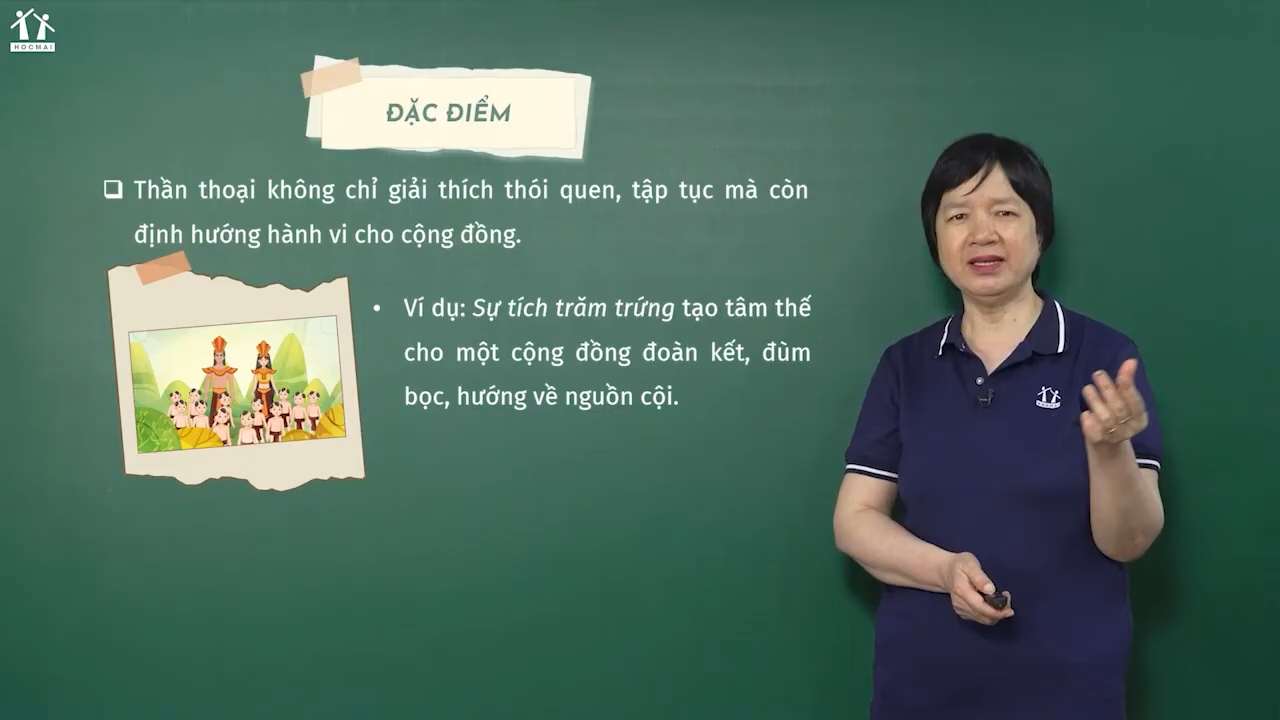 HOCMAI
ĐẶC ĐIỂM
❑ Thần thoại không chỉ giải thích thói quen, tập tục mà còn
định hướng hành vi cho cộng đồng.
• Ví dụ: Sự tích trăm trứng tạo tâm thế
cho một cộng đồng đoàn kết, đùm
bọc, hướng về nguồn cội.
HOCMAI